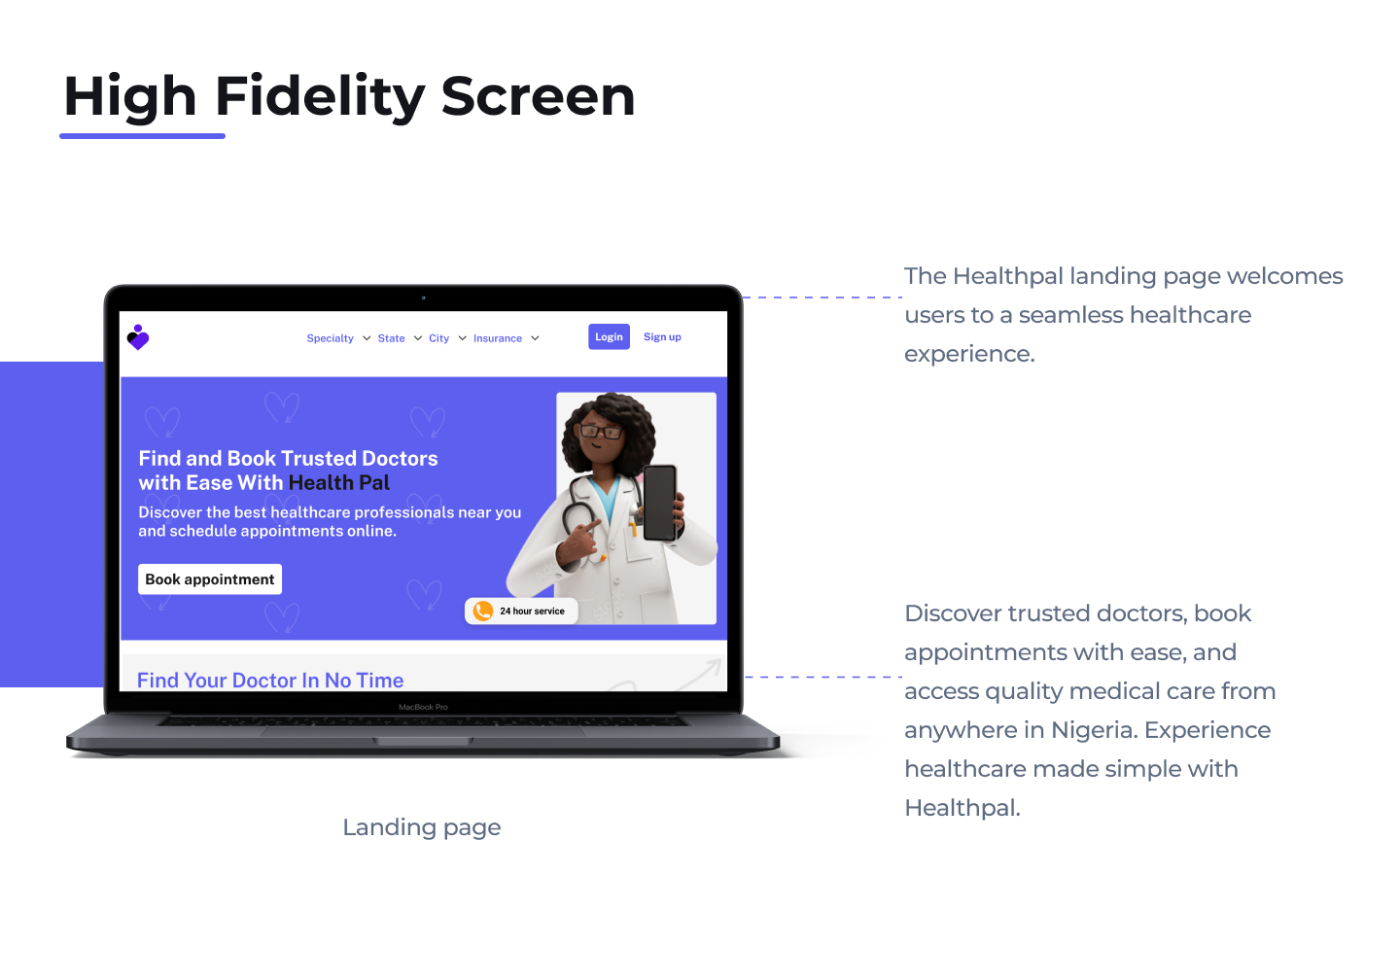 High Fidelity Screen
The Healthpal landing page welcomes
users to a seamless healthcare
experience.
Specialty State City Insurance Login Sign up
Find and Book Trusted Doctors
with Ease With Health Pal
Discover the best healthcare professionals near you
and schedule appointments online.
Book appointment
24 hour service
Find Your Doctor In No Time
MacBook Pro
Discover trusted doctors, book
appointments with ease, and
access quality medical care from
anywhere in Nigeria. Experience
healthcare made simple with
Healthpal.
Landing page